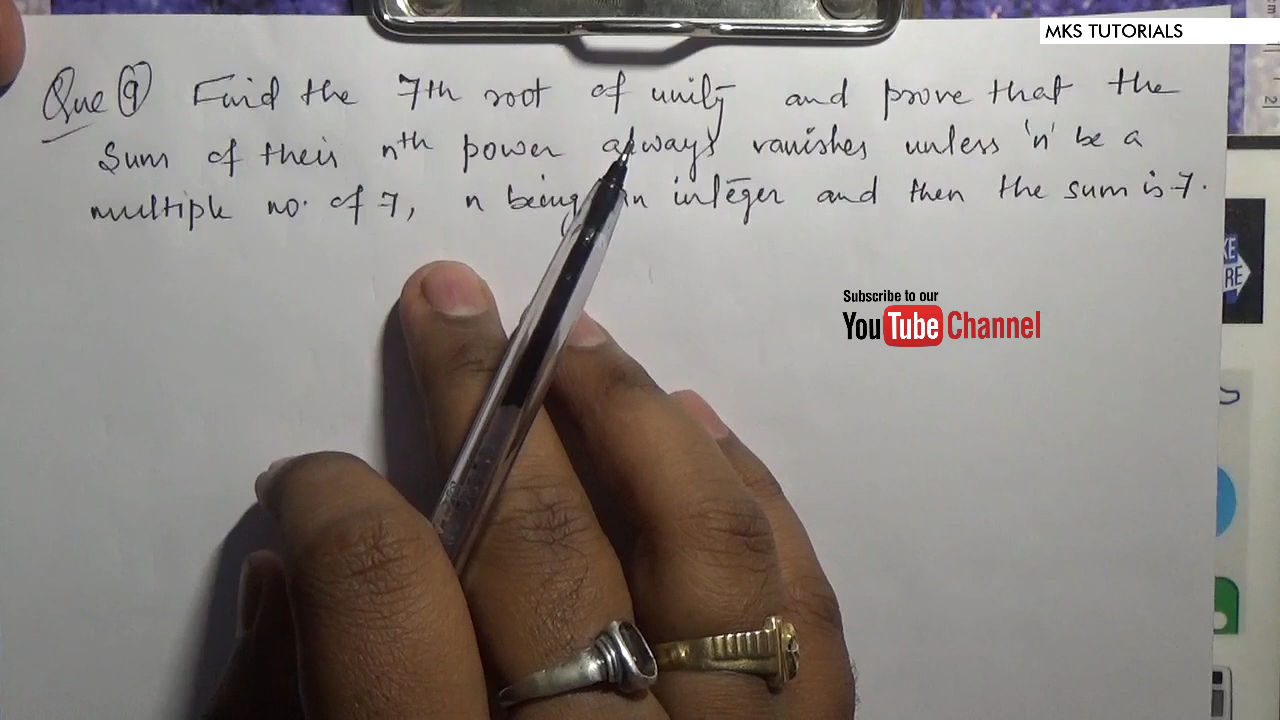 MKS TUTORIALS
Que 9 Find the 7th root of unity and prove that the
Sum of their nth power always vanishes unless 'n' be a
multiple no. of 7, n being an integer and then the sum is 7.
Subscribe to our
YouTube Channel